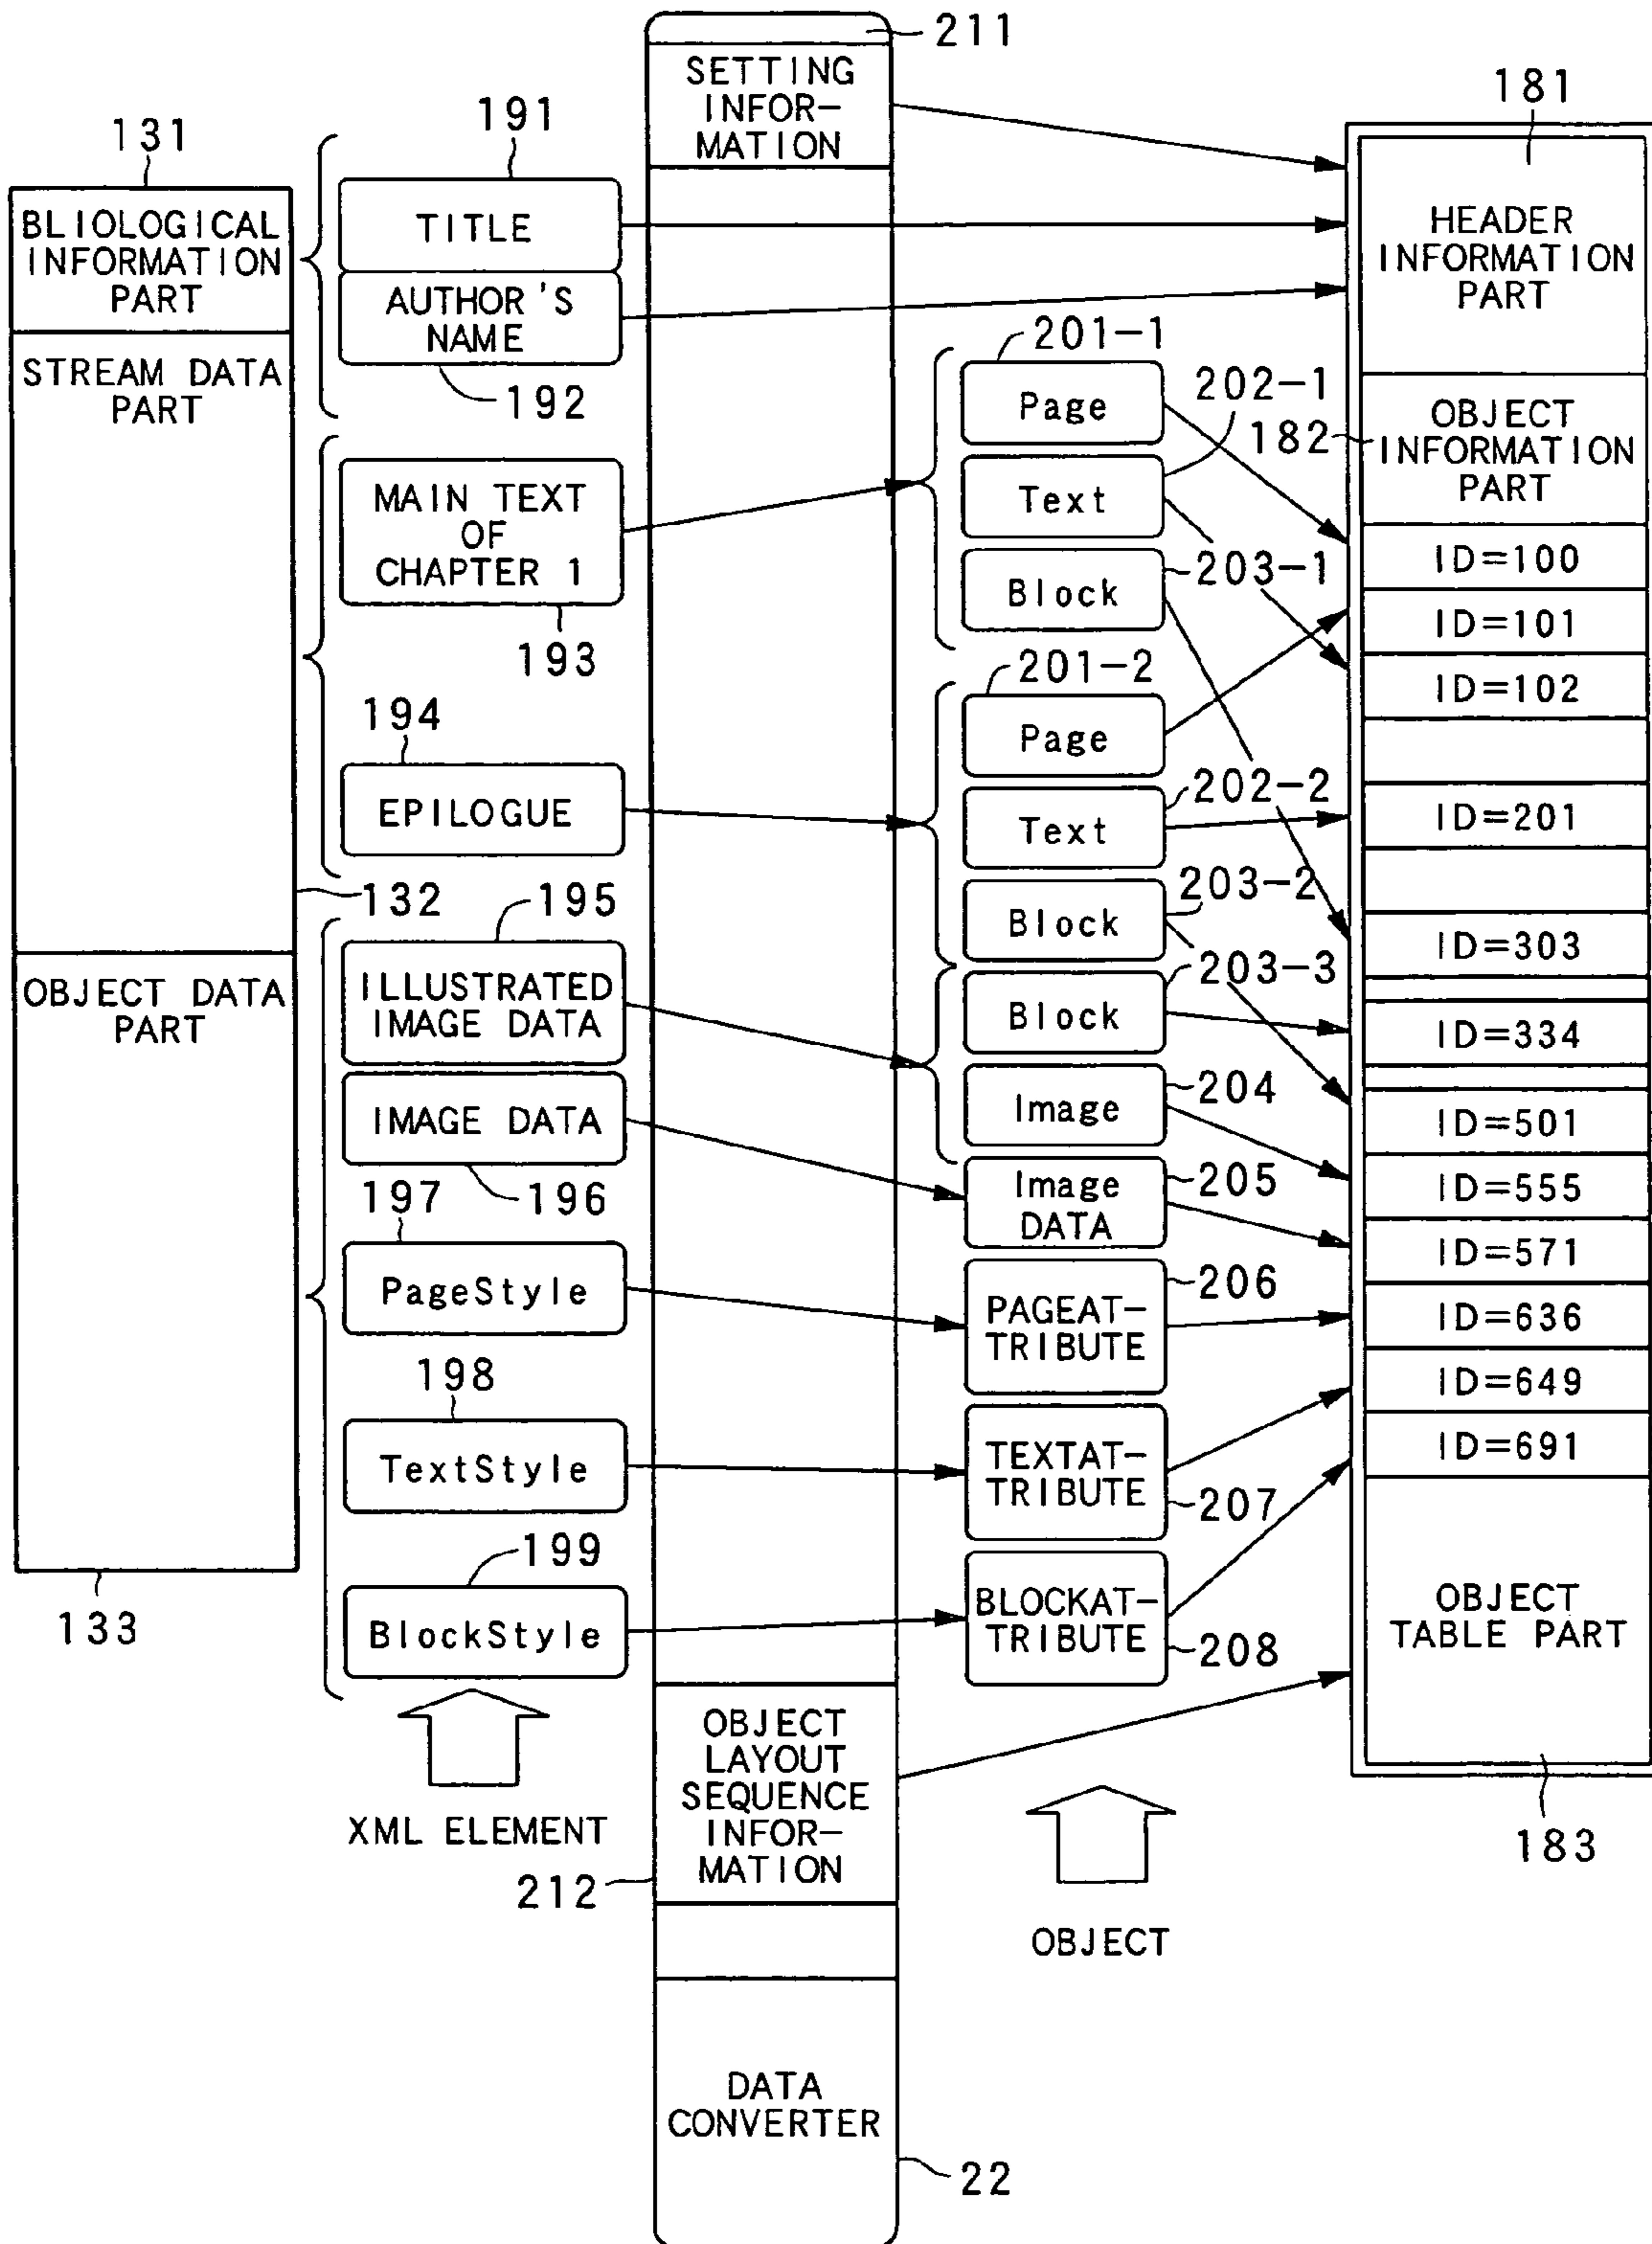 131
BLIOLOGICAL
INFORMATION
PART
STREAM DATA
PART
132
OBJECT DATA
PART
133
191
TITLE
AUTHOR'S
NAME
192
MAIN TEXT
OF
CHAPTER 1
193
194
EPILOGUE
195
ILLUSTRATED
IMAGE DATA
IMAGE DATA
196
197
PageStyle
198
TextStyle
199
BlockStyle
XML ELEMENT
211
SETTING
INFOR-
MATION
OBJECT
LAYOUT
SEQUENCE
INFOR-
MATION
212
DATA
CONVERTER
22
201-1
Page
202-1
Text
203-1
Block
201-2
Page
202-2
Text
203-2
Block
203-3
Block
204
Image
205
Image
DATA
206
PAGEAT-
TRIBUTE
TEXTAT-
TRIBUTE
207
BLOCKAT-
TRIBUTE
208
OBJECT
181
HEADER
INFORMATION
PART
182
OBJECT
INFORMATION
PART
ID=100
ID=101
ID=102
ID=201
ID=303
ID=334
ID=501
ID=555
ID=571
ID=636
ID=649
ID=691
OBJECT
TABLE PART
183